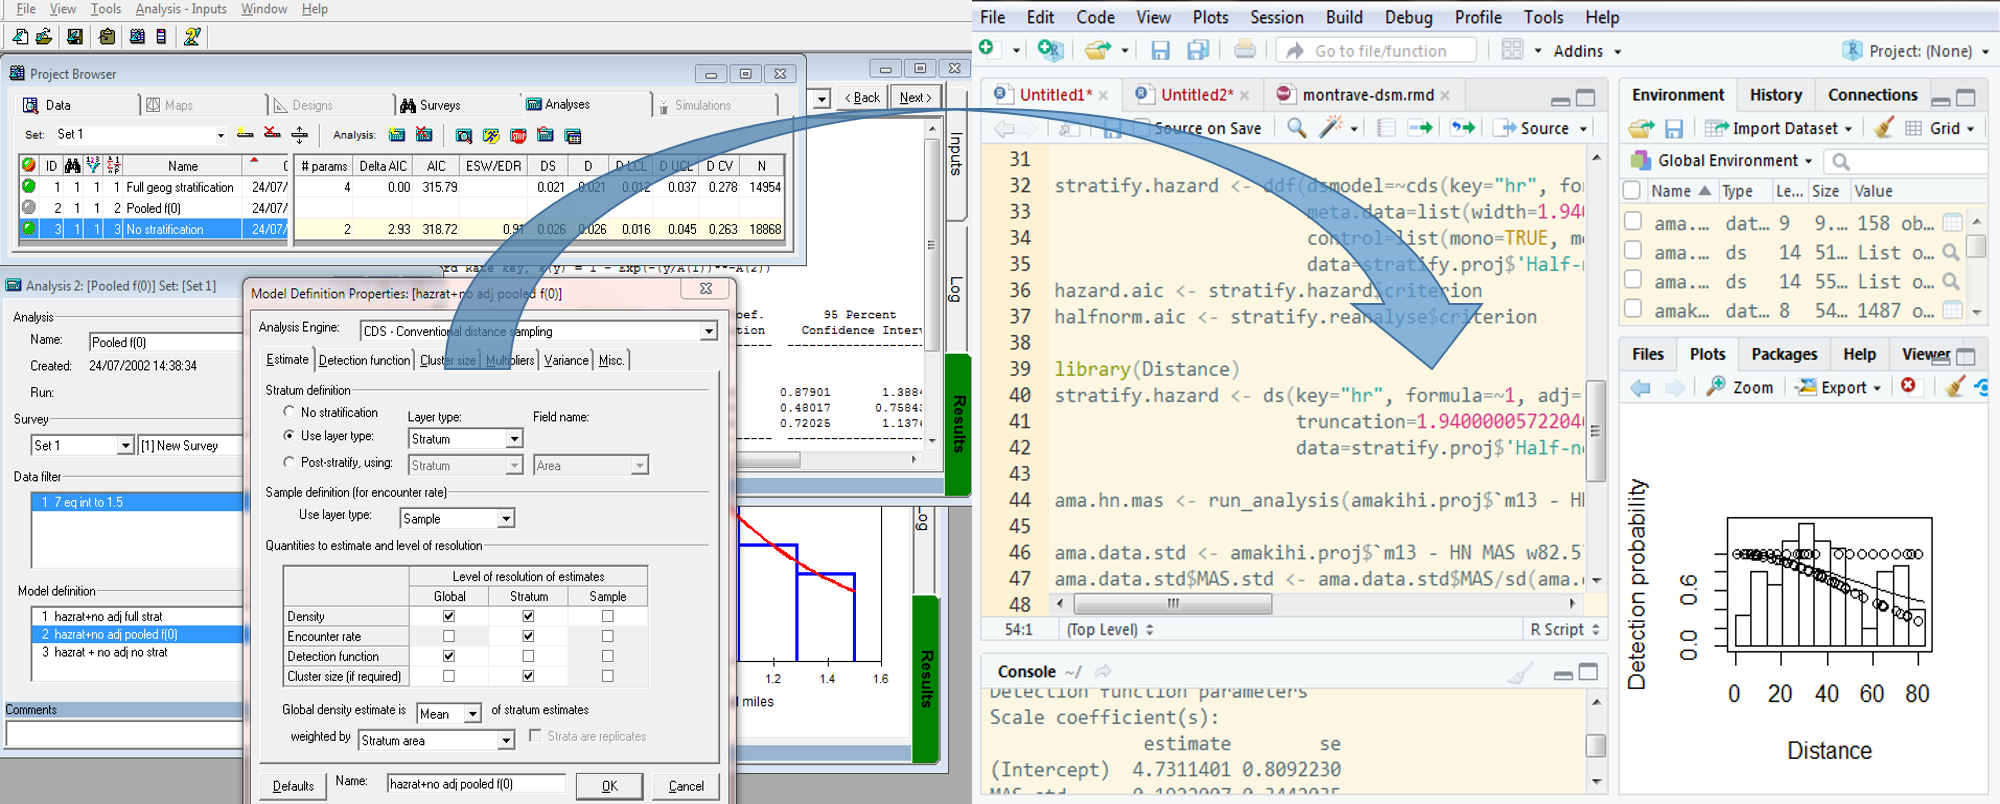 File View Tools Analysis - Inputs Window Help
Project Browser
Data Maps Designs Surveys Analyses Simulations
< Back Next >
Set: Set 1 Analysis:
ID Name # params Delta AIC AIC ESW/EDR DS D D LCL D UCL D CV N
1 1 1 1 Full geog stratification 24/07/ 4 0.00 315.79 0.021 0.021 0.012 0.037 0.278 14954
2 1 1 2 Pooled f(0) 24/07/
3 1 1 3 No stratification 24/07/ 2 2.93 318.72 0.91 0.026 0.026 0.016 0.045 0.263 18868
Inputs
Log
Results
Analysis 2: [Pooled f(0)] Set: [Set 1]
Analysis
Name: Pooled f(0)
Created: 24/07/2002 14:38:34
Run:
Survey
Set 1 [1] New Survey
Data filter
1 7 eq int to 1.5
Model definition
1 hazrat+no adj full strat
2 hazrat+no adj pooled f(0)
3 hazrat + no adj no strat
Comments
Model Definition Properties: [hazrat+no adj pooled f(0)]
Analysis Engine: CDS - Conventional distance sampling
Estimate Detection function Cluster size Multipliers Variance Misc.
Stratum definition
No stratification Layer type: Field name:
Use layer type: Stratum
Post-stratify, using: Stratum Area
Sample definition (for encounter rate)
Use layer type: Sample
Quantities to estimate and level of resolution
Level of resolution of estimates
Global Stratum Sample
Density
Encounter rate
Detection function
Cluster size (if required)
Global density estimate is Mean of stratum estimates
weighted by Stratum area Strata are replicates
Defaults Name: hazrat+no adj pooled f(0) OK Cancel
95 Percent
Confidence Interv
0.87901 1.388
0.48017 0.7584
0.72025 1.137
1.2 1.4 1.6
miles
Log
Results
File Edit Code View Plots Session Build Debug Profile Tools Help
Go to file/function Addins Project: (None)
Untitled1* Untitled2* montrave-dsm.rmd
Source on Save Source
31
32 stratify.hazard <- ddf(dsmodel=~cds(key="hr", fo
33 meta.data=list(width=1.94
34 control=list(mono=TRUE, m
35 data=stratify.proj$'Half-
36 hazard.aic <- stratify.hazard$criterion
37 halfnorm.aic <- stratify.reanalyse$criterion
38
39 library(Distance)
40 stratify.hazard <- ds(key="hr", formula=~1, adj=
41 truncation=1.9400000572204
42 data=stratify.proj$'Half-n
43
44 ama.hn.mas <- run_analysis(amakihi.proj$`m13 - H
45
46 ama.data.std <- amakihi.proj$`m13 - HN MAS w82.5
47 ama.data.std$MAS.std <- ama.data.std$MAS/sd(ama.
48
54:1 (Top Level) R Script
Console ~/
Detection function parameters
Scale coefficient(s):
estimate se
(Intercept) 4.7311401 0.8092230
Environment History Connections
Import Dataset Grid
Global Environment
Name Type Le... Size Value
ama.... dat... 9 9.... 158 ob...
ama.... ds 14 51... List o...
ama.... ds 14 55... List o...
amak... dat... 8 54... 1487 o...
Files Plots Packages Help Viewer
Zoom Export
Detection probability
0.0 0.6
0 20 40 60 80
Distance